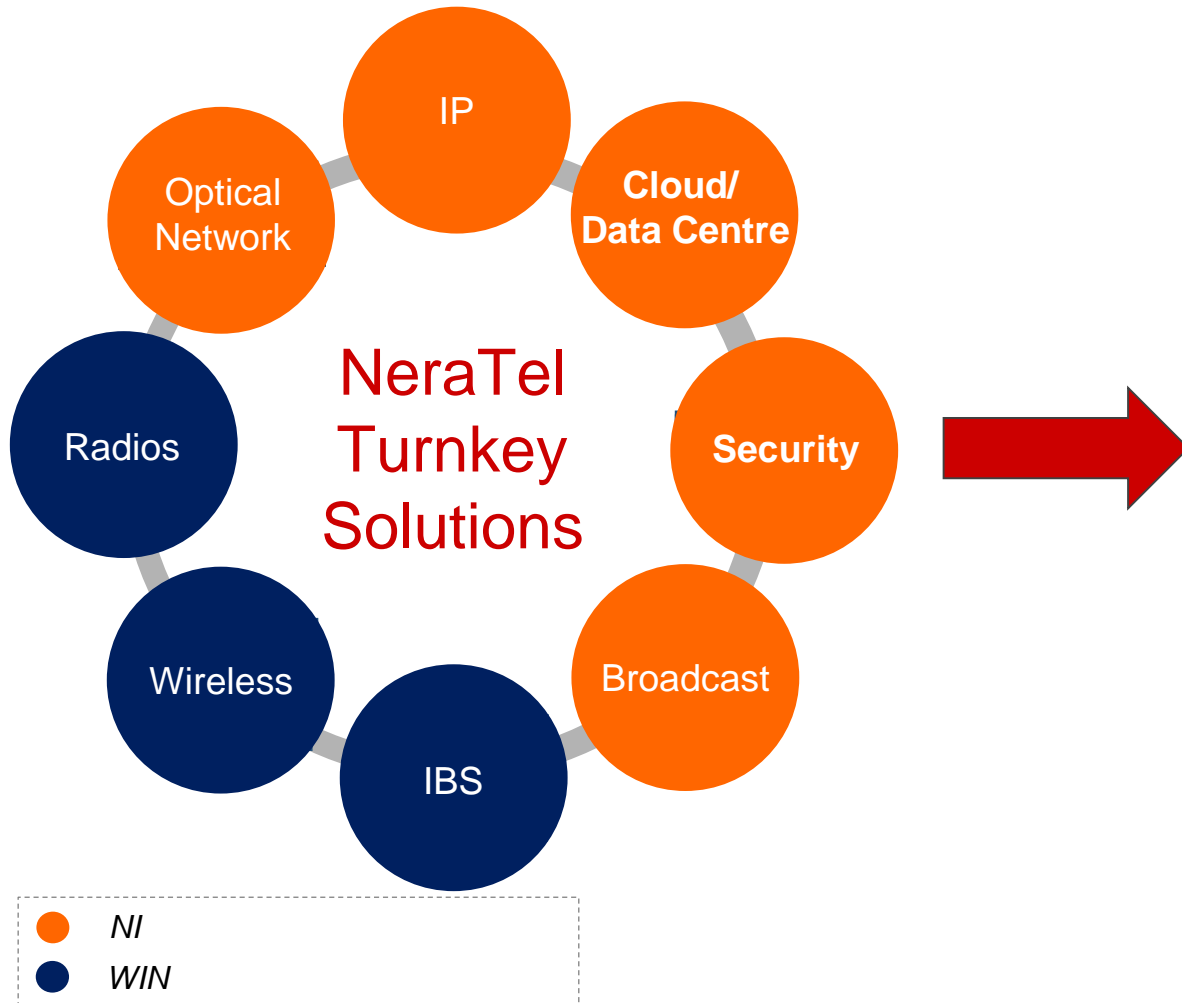 IP
Optical
Network
Cloud/
Data Centre
NeraTel
Turnkey
Solutions
Radios
Security
Wireless
Broadcast
IBS
NI
WIN